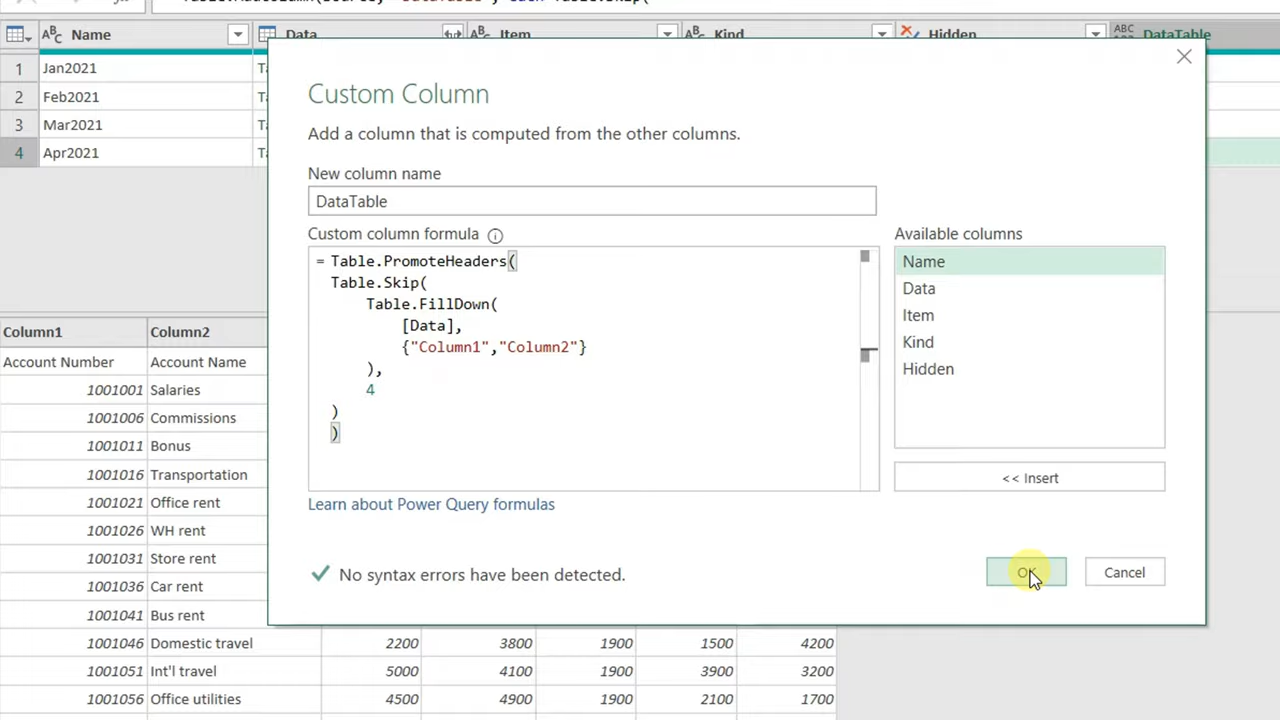 Name Data Item Kind Hidden ABC DataTable
1 Jan2021
2 Feb2021
3 Mar2021
4 Apr2021
Custom Column
Add a column that is computed from the other columns.
New column name
DataTable
Custom column formula
Available columns
= Table.PromoteHeaders(
Table.Skip(
Table.FillDown(
[Data],
{"Column1","Column2"}
),
4
)
)
Name
Data
Item
Kind
Hidden
<< Insert
Learn about Power Query formulas
No syntax errors have been detected.
OK
Cancel
Column1 Column2
Account Number Account Name
1001001 Salaries
1001006 Commissions
1001011 Bonus
1001016 Transportation
1001021 Office rent
1001026 WH rent
1001031 Store rent
1001036 Car rent
1001041 Bus rent
1001046 Domestic travel 2200 3800 1900 1500 4200
1001051 Int'l travel 5000 4100 1900 3900 3200
1001056 Office utilities 4500 4900 1900 2100 1700